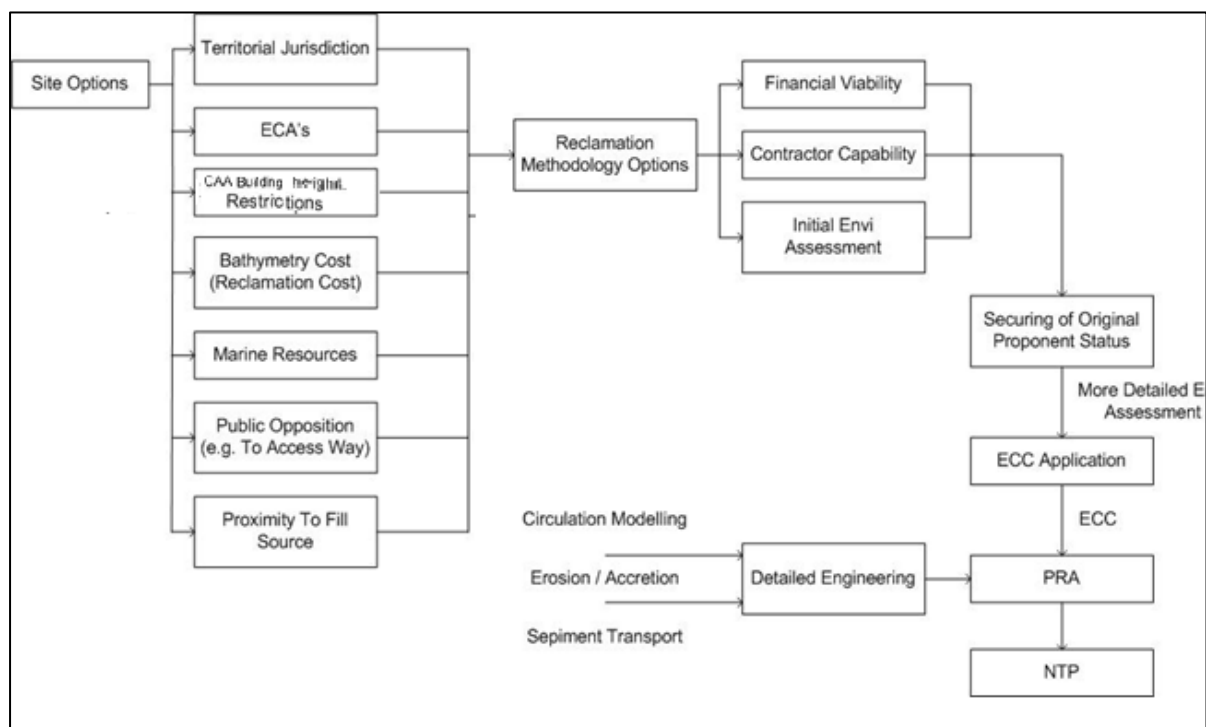 Site Options
Territorial Jurisdiction
ECA's
CAA Building height
Restrictions
Bathymetry Cost
(Reclamation Cost)
Marine Resources
Public Opposition
(e.g. To Access Way)
Proximity To Fill
Source
Reclamation
Methodology Options
Financial Viability
Contractor Capability
Initial Envi
Assessment
Securing of Original
Proponent Status
More Detailed E
Assessment
ECC Application
ECC
Circulation Modelling
Erosion / Accretion
Sepiment Transport
Detailed Engineering
PRA
NTP